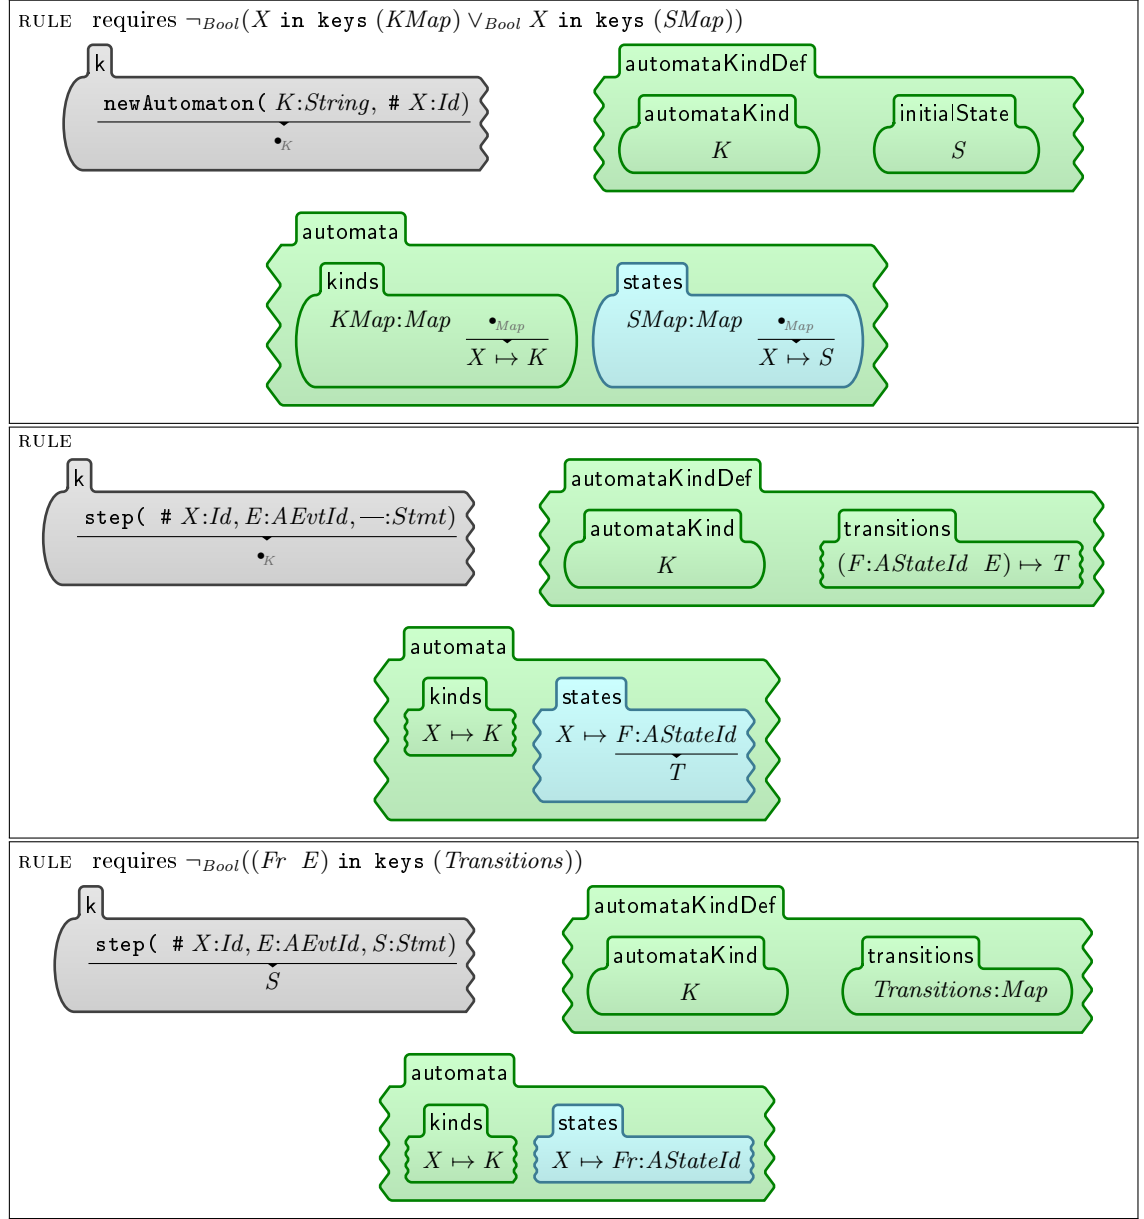 RULE requires ¬Bool(X in keys (KMap) ∨Bool X in keys (SMap))
k
newAutomaton( K:String, # X:Id)
•K
automataKindDef
automataKind
K
initialState
S
automata
kinds
KMap:Map •Map
X ↦ K
states
SMap:Map •Map
X ↦ S
RULE
k
step( # X:Id, E:AEvtId, —:Stmt)
•K
automataKindDef
automataKind
K
transitions
(F:AStateId E) ↦ T
automata
kinds
X ↦ K
states
X ↦ F:AStateId
T
RULE requires ¬Bool((Fr E) in keys (Transitions))
k
step( # X:Id, E:AEvtId, S:Stmt)
S
automataKindDef
automataKind
K
transitions
Transitions:Map
automata
kinds
X ↦ K
states
X ↦ Fr:AStateId